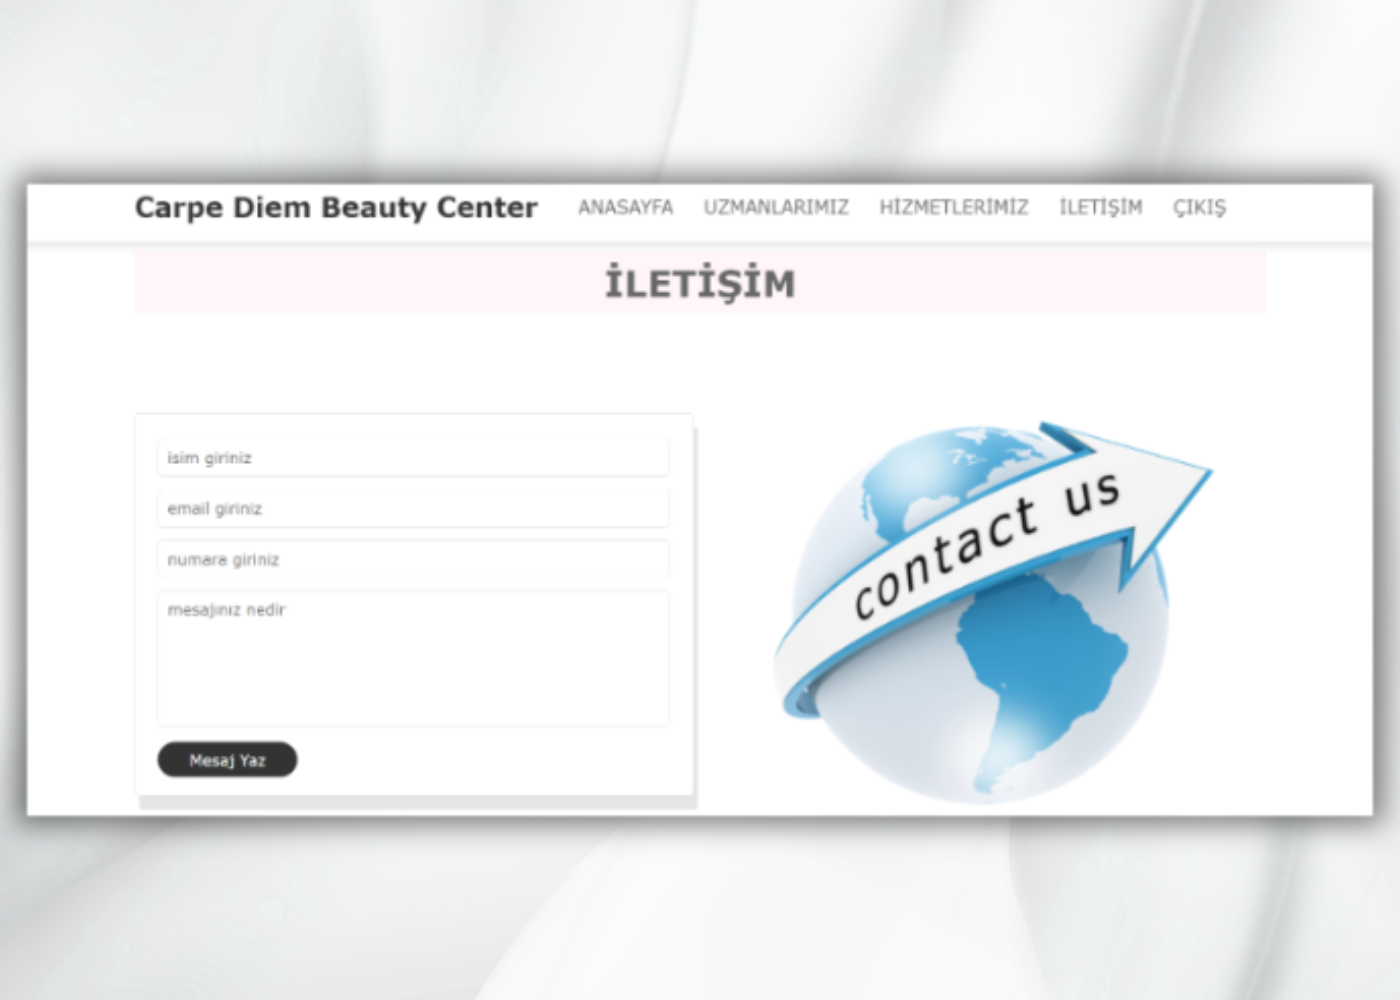 Carpe Diem Beauty Center ANASAYFA UZMANLARIMIZ HİZMETLERİMİZ İLETİŞİM ÇIKIŞ
İLETİŞİM
isim giriniz
email giriniz
numara giriniz
mesajınız nedir
Mesaj Yaz
contact us